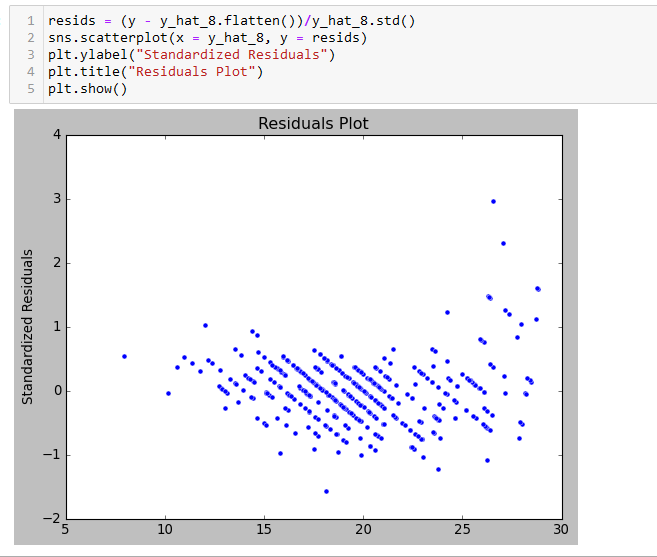 1 resids = (y - y_hat_8.flatten())/y_hat_8.std()
2 sns.scatterplot(x = y_hat_8, y = resids)
3 plt.ylabel("Standardized Residuals")
4 plt.title("Residuals Plot")
5 plt.show()
Residuals Plot
Standardized Residuals
4
3
2
1
0
−1
−2
5 10 15 20 25 30